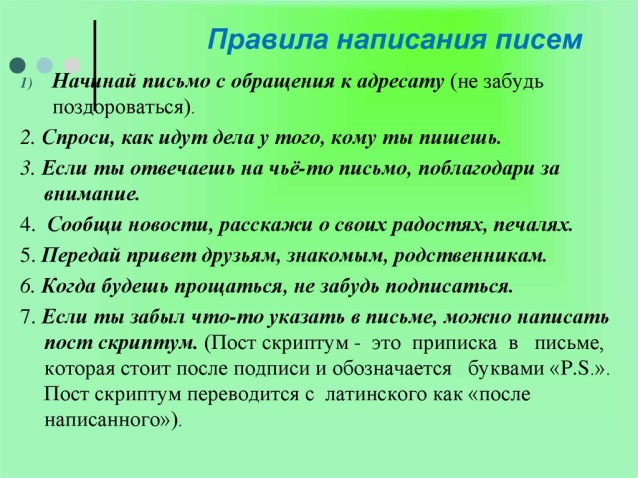 Правила написания писем
1) Начинай письмо с обращения к адресату (не забудь
поздороваться).
2. Спроси, как идут дела у того, кому ты пишешь.
3. Если ты отвечаешь на чьё-то письмо, поблагодари за
внимание.
4. Сообщи новости, расскажи о своих радостях, печалях.
5. Передай привет друзьям, знакомым, родственникам.
6. Когда будешь прощаться, не забудь подписаться.
7. Если ты забыл что-то указать в письме, можно написать
пост скриптум. (Пост скриптум - это приписка в письме,
которая стоит после подписи и обозначается буквами «P.S.».
Пост скриптум переводится с латинского как «после
написанного»).